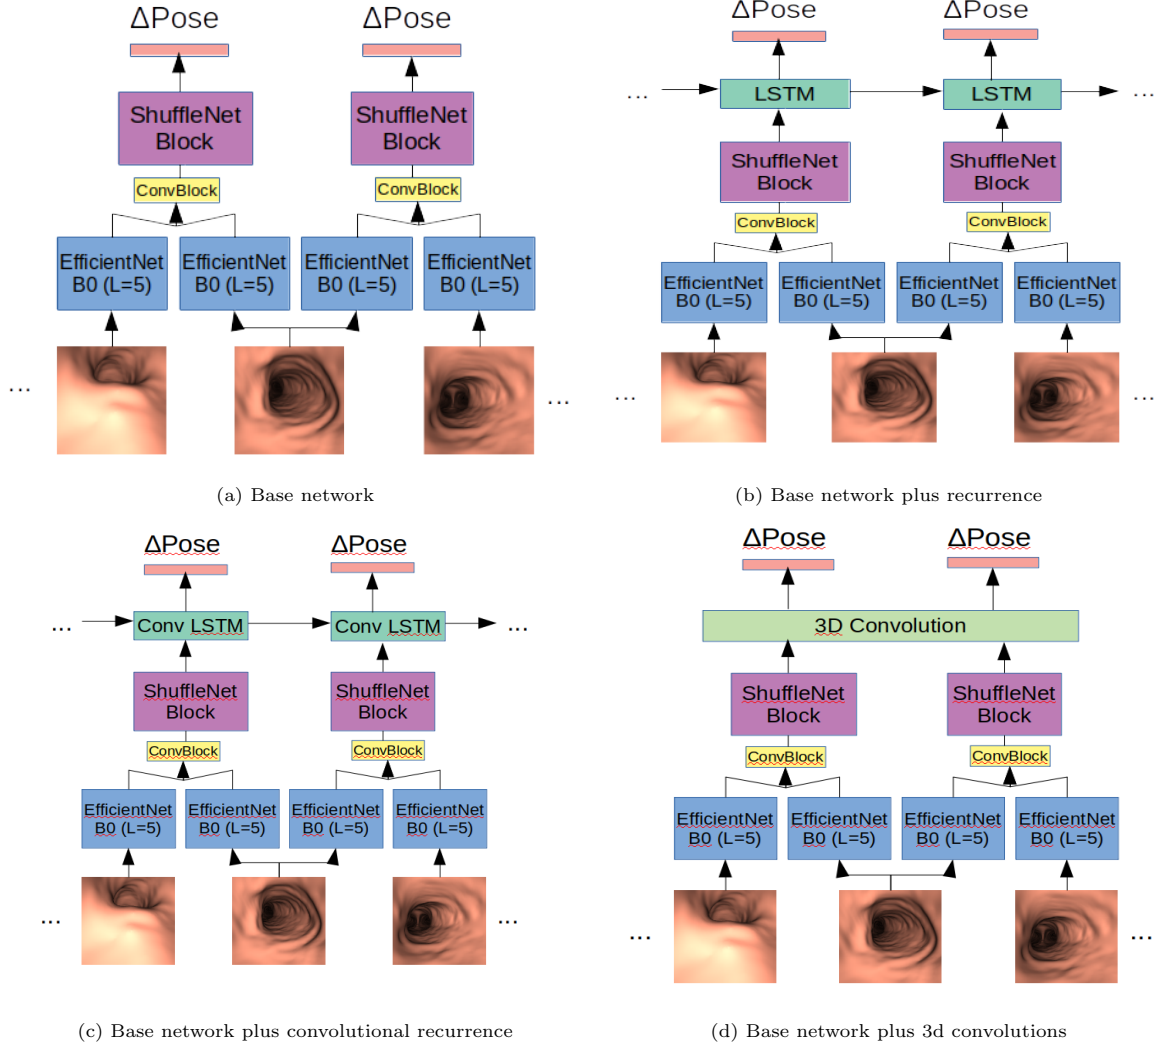 ΔPose ΔPose
ShuffleNet
Block
ShuffleNet
Block
ConvBlock ConvBlock
EfficientNet
B0 (L=5)
EfficientNet
B0 (L=5)
EfficientNet
B0 (L=5)
EfficientNet
B0 (L=5)
... ...
(a) Base network
ΔPose ΔPose
... LSTM LSTM ...
ShuffleNet
Block
ShuffleNet
Block
ConvBlock ConvBlock
EfficientNet
B0 (L=5)
EfficientNet
B0 (L=5)
EfficientNet
B0 (L=5)
EfficientNet
B0 (L=5)
... ...
(b) Base network plus recurrence
ΔPose ΔPose
... Conv LSTM Conv LSTM ...
ShuffleNet
Block
ShuffleNet
Block
ConvBlock ConvBlock
EfficientNet
B0 (L=5)
EfficientNet
B0 (L=5)
EfficientNet
B0 (L=5)
EfficientNet
B0 (L=5)
... ...
(c) Base network plus convolutional recurrence
ΔPose ΔPose
3D Convolution
ShuffleNet
Block
ShuffleNet
Block
ConvBlock ConvBlock
EfficientNet
B0 (L=5)
EfficientNet
B0 (L=5)
EfficientNet
B0 (L=5)
EfficientNet
B0 (L=5)
... ...
(d) Base network plus 3d convolutions